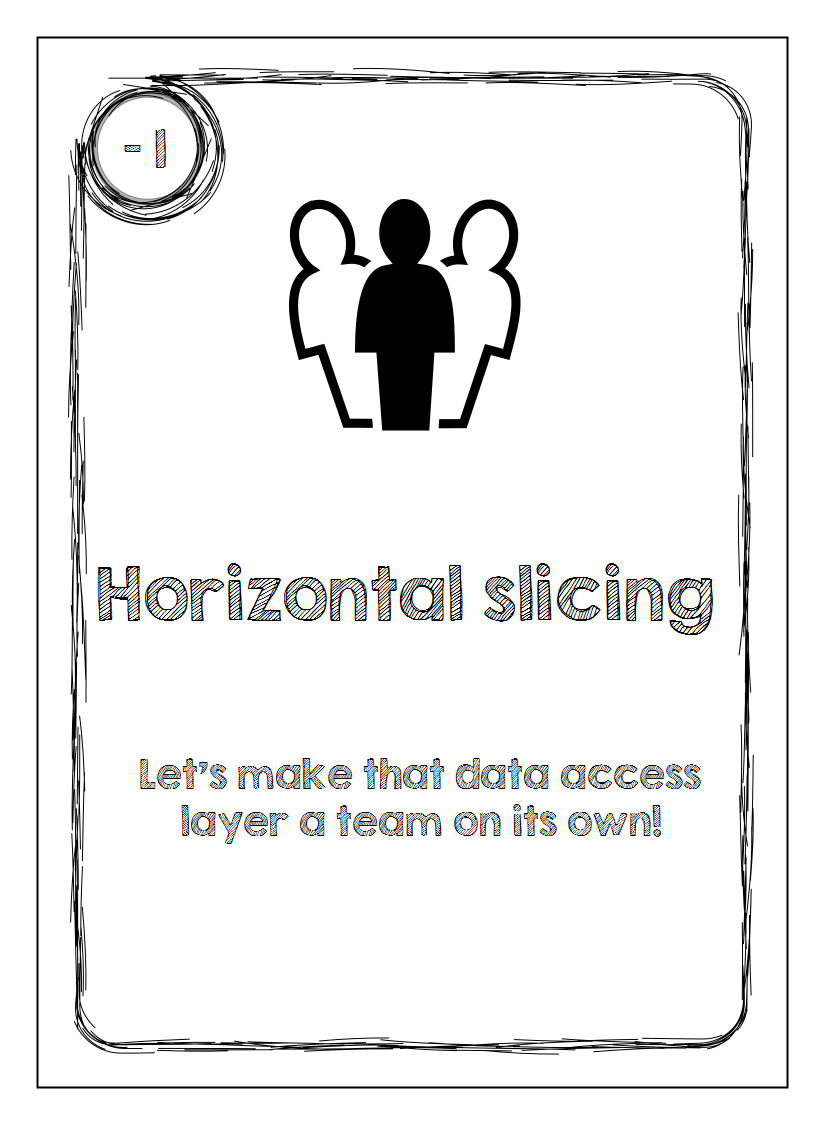 -1
Horizontal slicing
Let's make that data access
layer a team on its own!